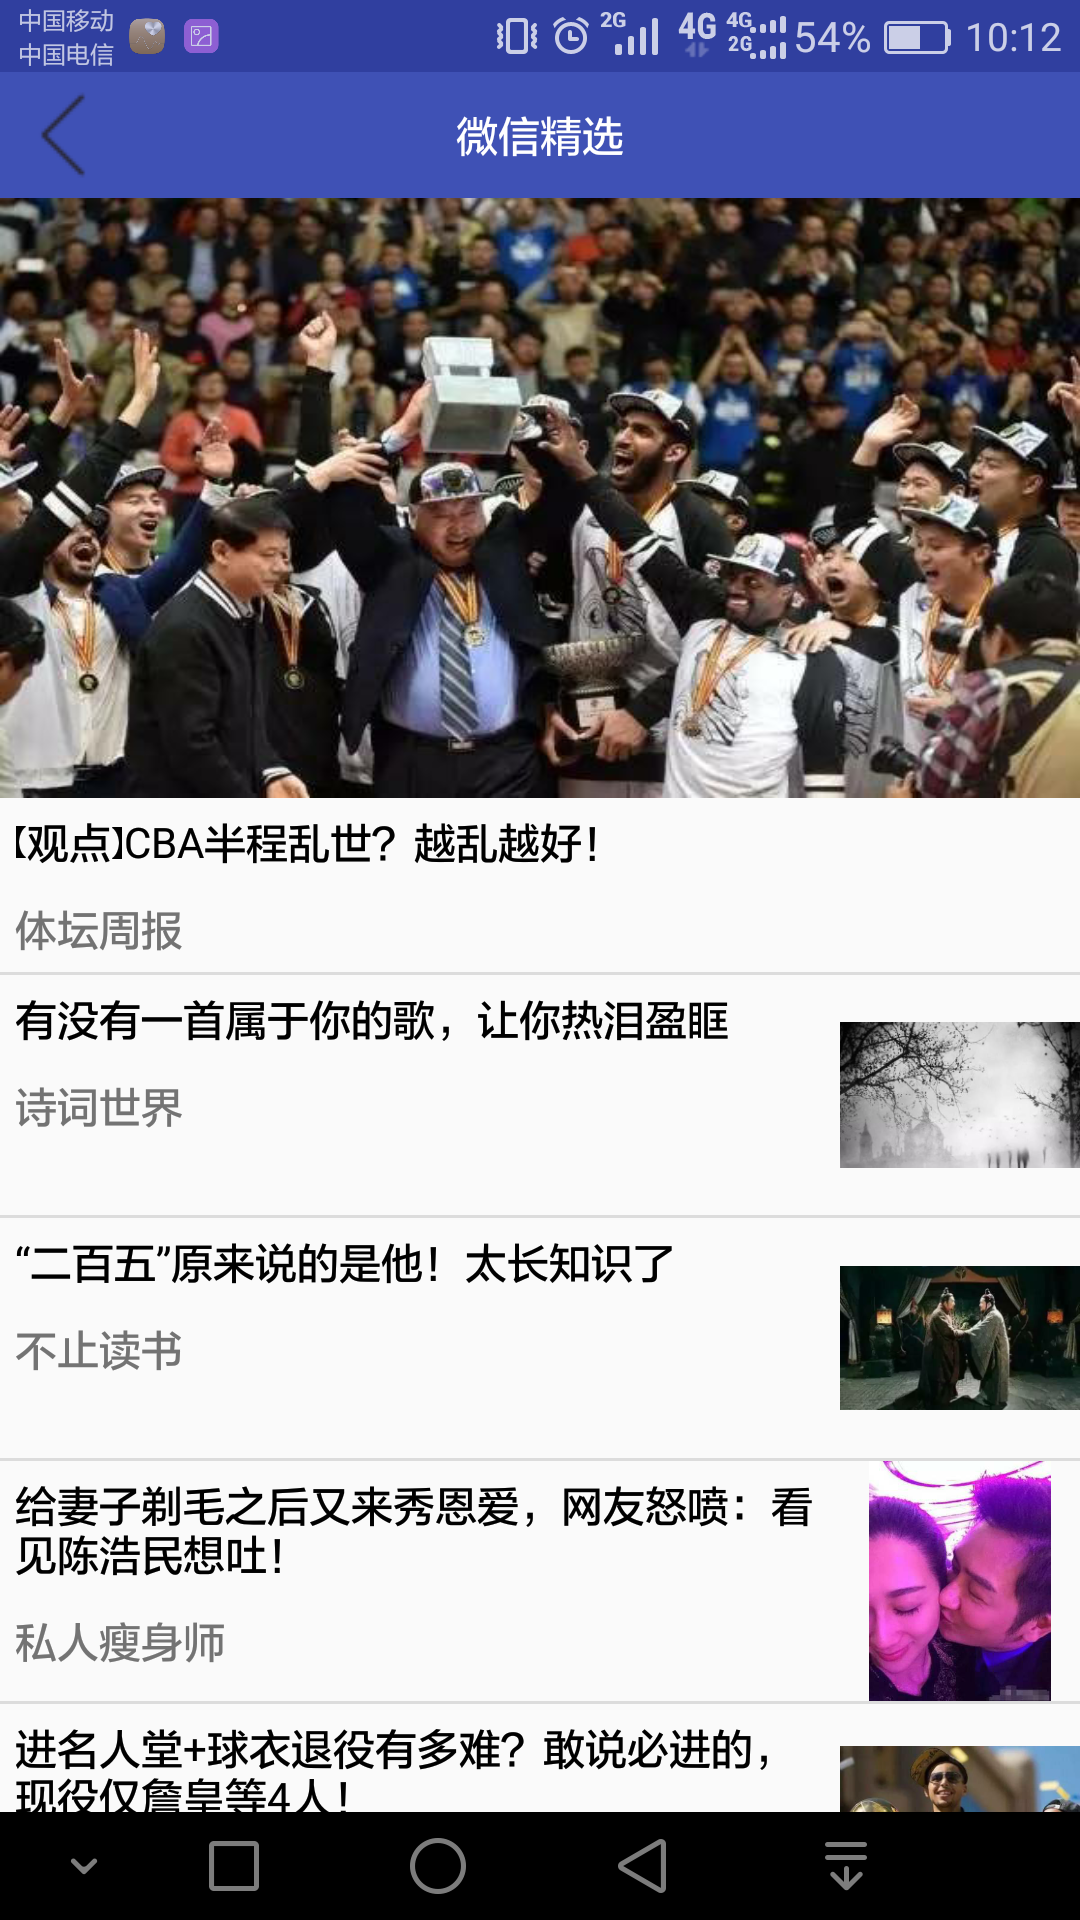 中国移动
中国电信
2G
4G
4G
2G
54%
10:12
微信精选
【观点】CBA半程乱世？越乱越好！
体坛周报
有没有一首属于你的歌，让你热泪盈眶
诗词世界
“二百五”原来说的是他！太长知识了
不止读书
给妻子剃毛之后又来秀恩爱，网友怒喷：看
见陈浩民想吐！
私人瘦身师
进名人堂+球衣退役有多难？敢说必进的，
现役仅詹皇等4人！